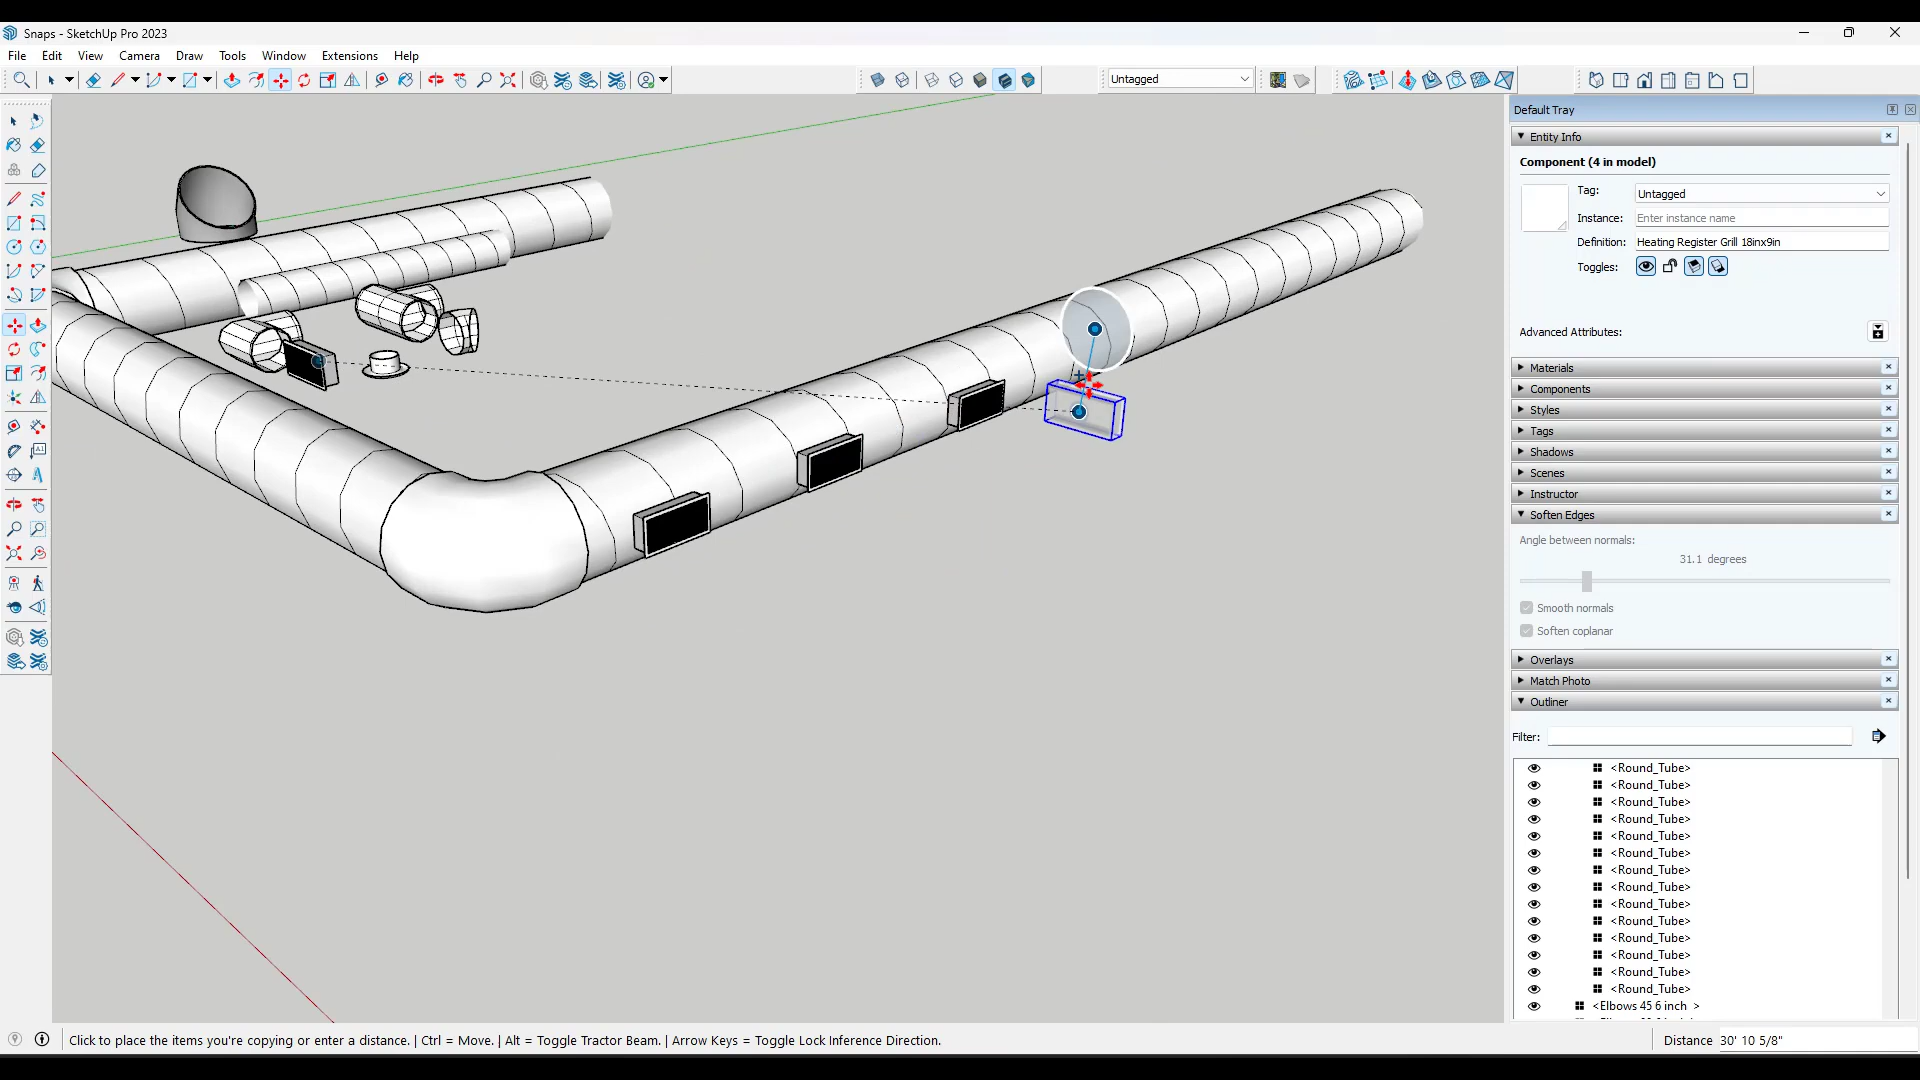 Snaps - SketchUp Pro 2023
File Edit View Camera Draw Tools Window Extensions Help
Untagged
Default Tray
Entity Info
Component (4 in model)
Tag: Untagged
Instance: Enter instance name
Definition: Heating Register Grill 18inx9in
Toggles:
Advanced Attributes:
Materials
Components
Styles
Tags
Shadows
Scenes
Instructor
Soften Edges
Angle between normals:
31.1 degrees
Smooth normals
Soften coplanar
Overlays
Match Photo
Outliner
Filter:
<Round_Tube>
<Round_Tube>
<Round_Tube>
<Round_Tube>
<Round_Tube>
<Round_Tube>
<Round_Tube>
<Round_Tube>
<Round_Tube>
<Round_Tube>
<Round_Tube>
<Round_Tube>
<Round_Tube>
<Round_Tube>
<Elbows 45 6 inch >
Click to place the items you're copying or enter a distance. | Ctrl = Move. | Alt = Toggle Tractor Beam. | Arrow Keys = Toggle Lock Inference Direction.
Distance 30' 10 5/8"